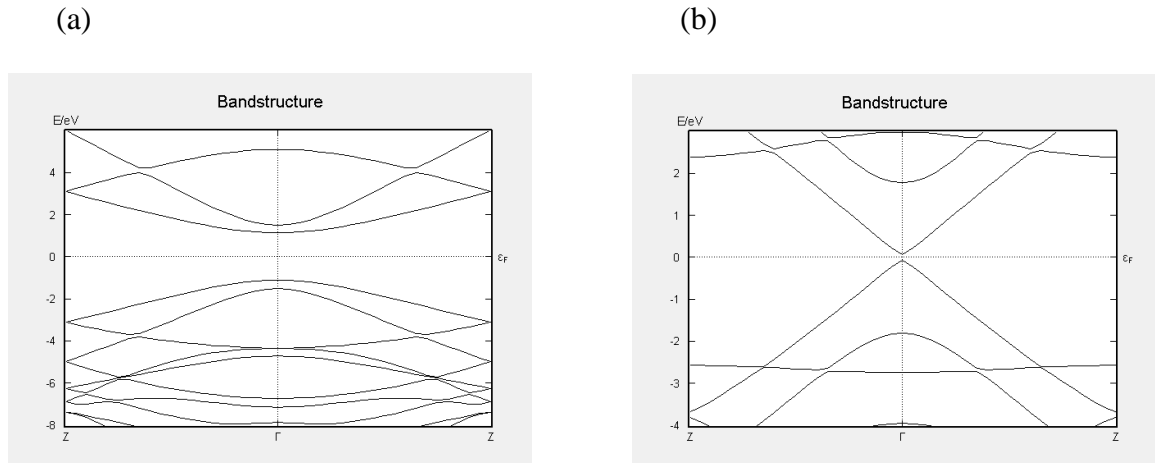 (a)
(b)
Bandstructure
E/eV
4
2
0
-2
-4
-6
-8
εF
Z
Γ
Z
Bandstructure
E/eV
2
1
0
-1
-2
-3
-4
εF
Z
Γ
Z